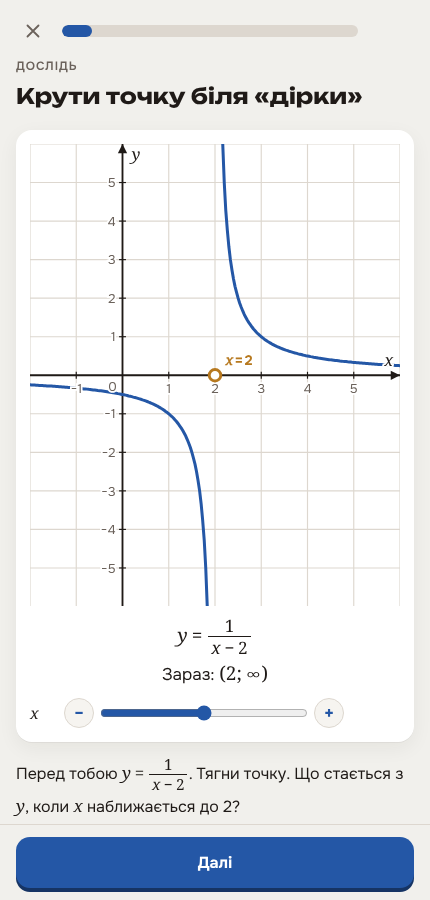 дослідь
Крути точку біля «дірки»
y
5
4
3
2
1
x=2
x
-1 0 1 2 3 4 5
-1
-2
-3
-4
-5
y = 1/(x − 2)
Зараз: (2; ∞)
x − +
Перед тобою y = 1/(x − 2). Тягни точку. Що стається з
y, коли x наближається до 2?
Далі